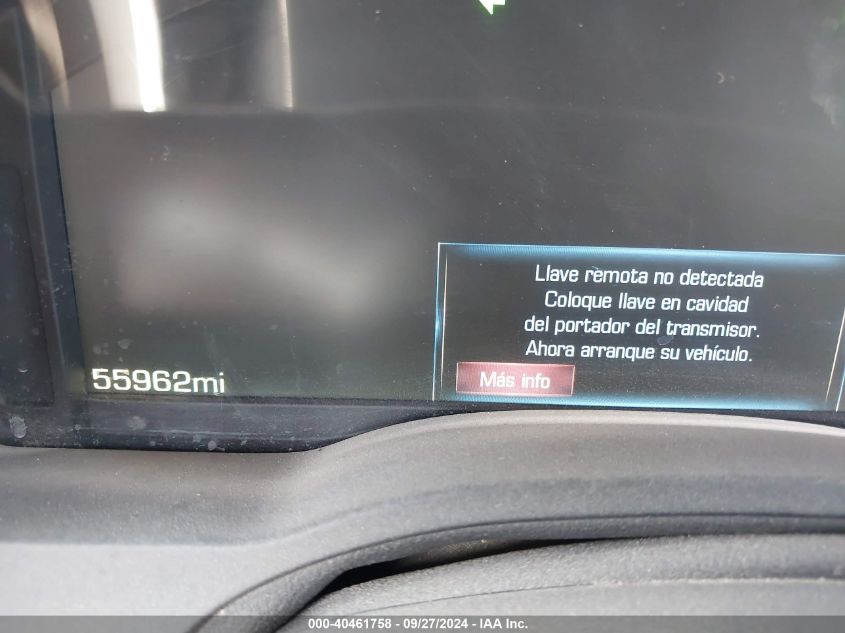 Llave remota no detectada
Coloque llave en cavidad
del portador del transmisor.
Ahora arranque su vehículo.
Más info
55962mi
000-40461758 - 09/27/2024 - IAA Inc.